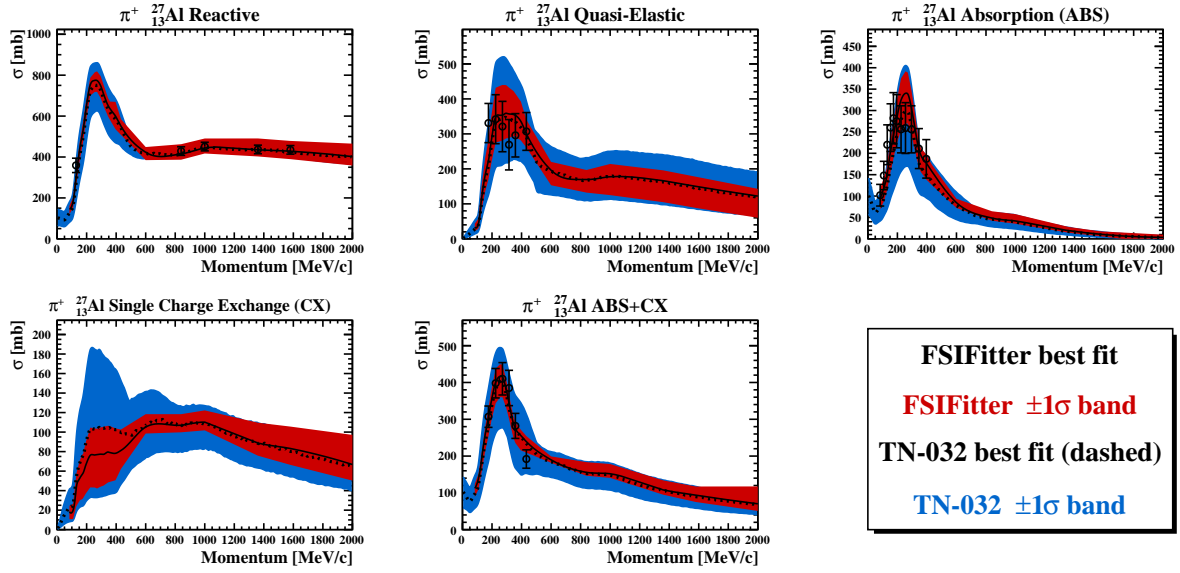 π⁺ ²⁷₁₃Al Reactive
σ [mb]
1000
800
600
400
200
0
0 200 400 600 800 1000 1200 1400 1600 1800 2000
Momentum [MeV/c]
π⁺ ²⁷₁₃Al Quasi-Elastic
σ [mb]
500
400
300
200
100
0
0 200 400 600 800 1000 1200 1400 1600 1800 2000
Momentum [MeV/c]
π⁺ ²⁷₁₃Al Absorption (ABS)
σ [mb]
450
400
350
300
250
200
150
100
50
0
0 200 400 600 800 1000 1200 1400 1600 1800 2000
Momentum [MeV/c]
π⁺ ²⁷₁₃Al Single Charge Exchange (CX)
σ [mb]
200
180
160
140
120
100
80
60
40
20
0
0 200 400 600 800 1000 1200 1400 1600 1800 2000
Momentum [MeV/c]
π⁺ ²⁷₁₃Al ABS+CX
σ [mb]
500
400
300
200
100
0
0 200 400 600 800 1000 1200 1400 1600 1800 2000
Momentum [MeV/c]
FSIFitter best fit
FSIFitter ±1σ band
TN-032 best fit (dashed)
TN-032 ±1σ band